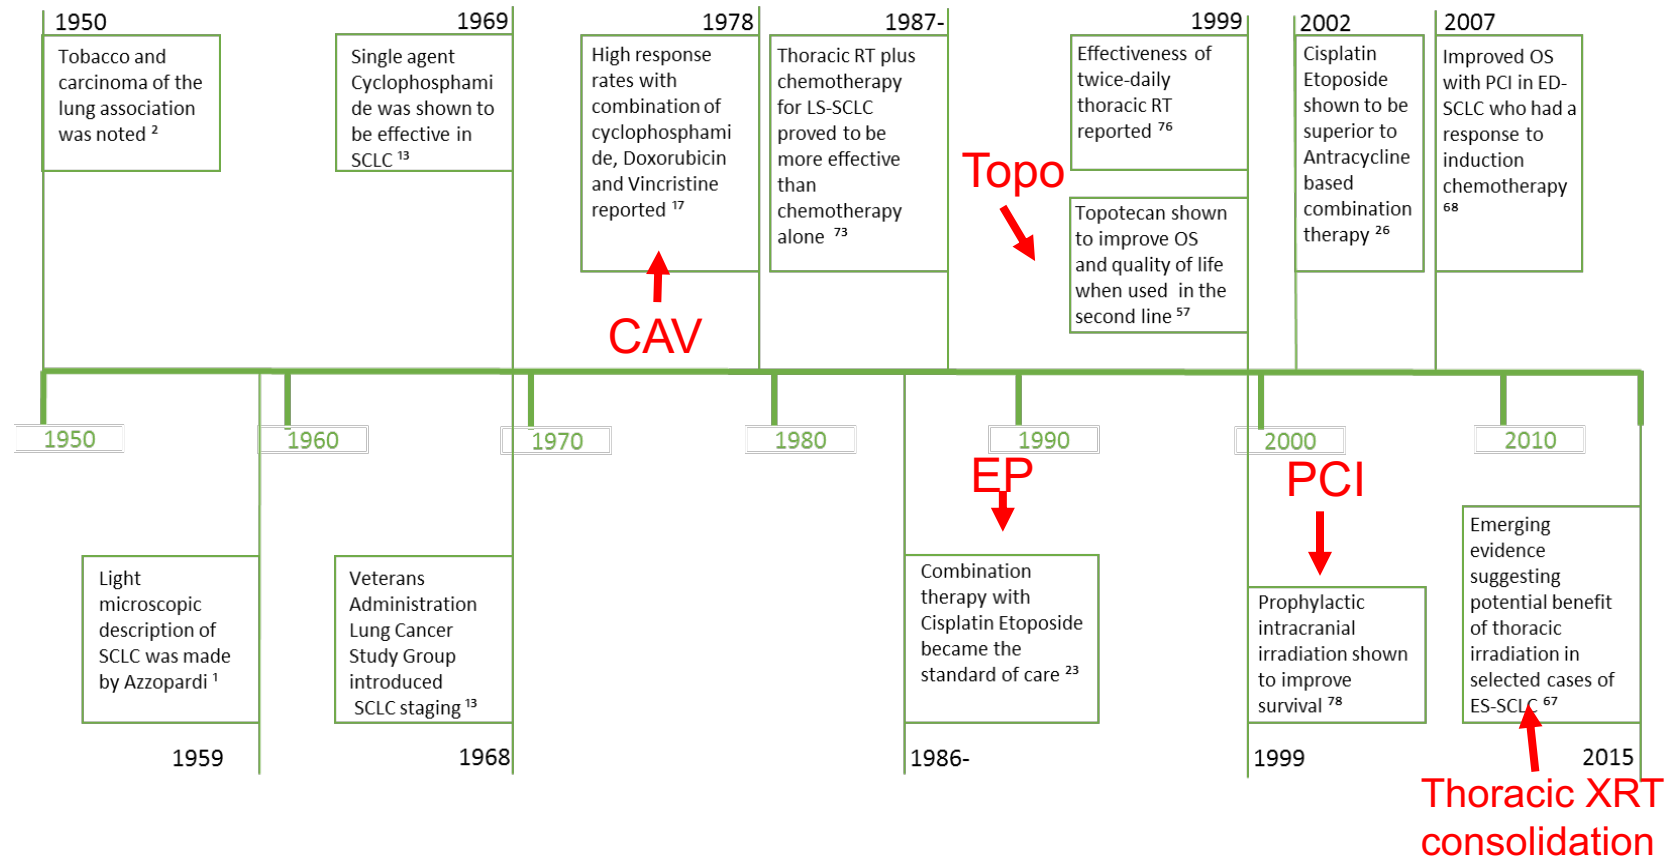 1950
Tobacco and
carcinoma of the
lung association
was noted ²
1969
Single agent
Cyclophosphami
de was shown to
be effective in
SCLC ¹³
1978
High response
rates with
combination of
cyclophosphami
de, Doxorubicin
and Vincristine
reported ¹⁷
CAV
1987-
Thoracic RT plus
chemotherapy
for LS-SCLC
proved to be
more effective
than
chemotherapy
alone ⁷³
1999
Effectiveness of
twice-daily
thoracic RT
reported ⁷⁶
Topo
Topotecan shown
to improve OS
and quality of life
when used in the
second line ⁵⁷
2002
Cisplatin
Etoposide
shown to be
superior to
Antracycline
based
combination
therapy ²⁶
2007
Improved OS
with PCI in ED-
SCLC who had a
response to
induction
chemotherapy
⁶⁸
1950
1960
1970
1980
1990
2000
2010
Light
microscopic
description of
SCLC was made
by Azzopardi ¹
1959
Veterans
Administration
Lung Cancer
Study Group
introduced
SCLC staging ¹³
1968
EP
Combination
therapy with
Cisplatin Etoposide
became the
standard of care ²³
1986-
PCI
Prophylactic
intracranial
irradiation shown
to improve
survival ⁷⁸
1999
Emerging
evidence
suggesting
potential benefit
of thoracic
irradiation in
selected cases of
ES-SCLC ⁶⁷
2015
Thoracic XRT
consolidation